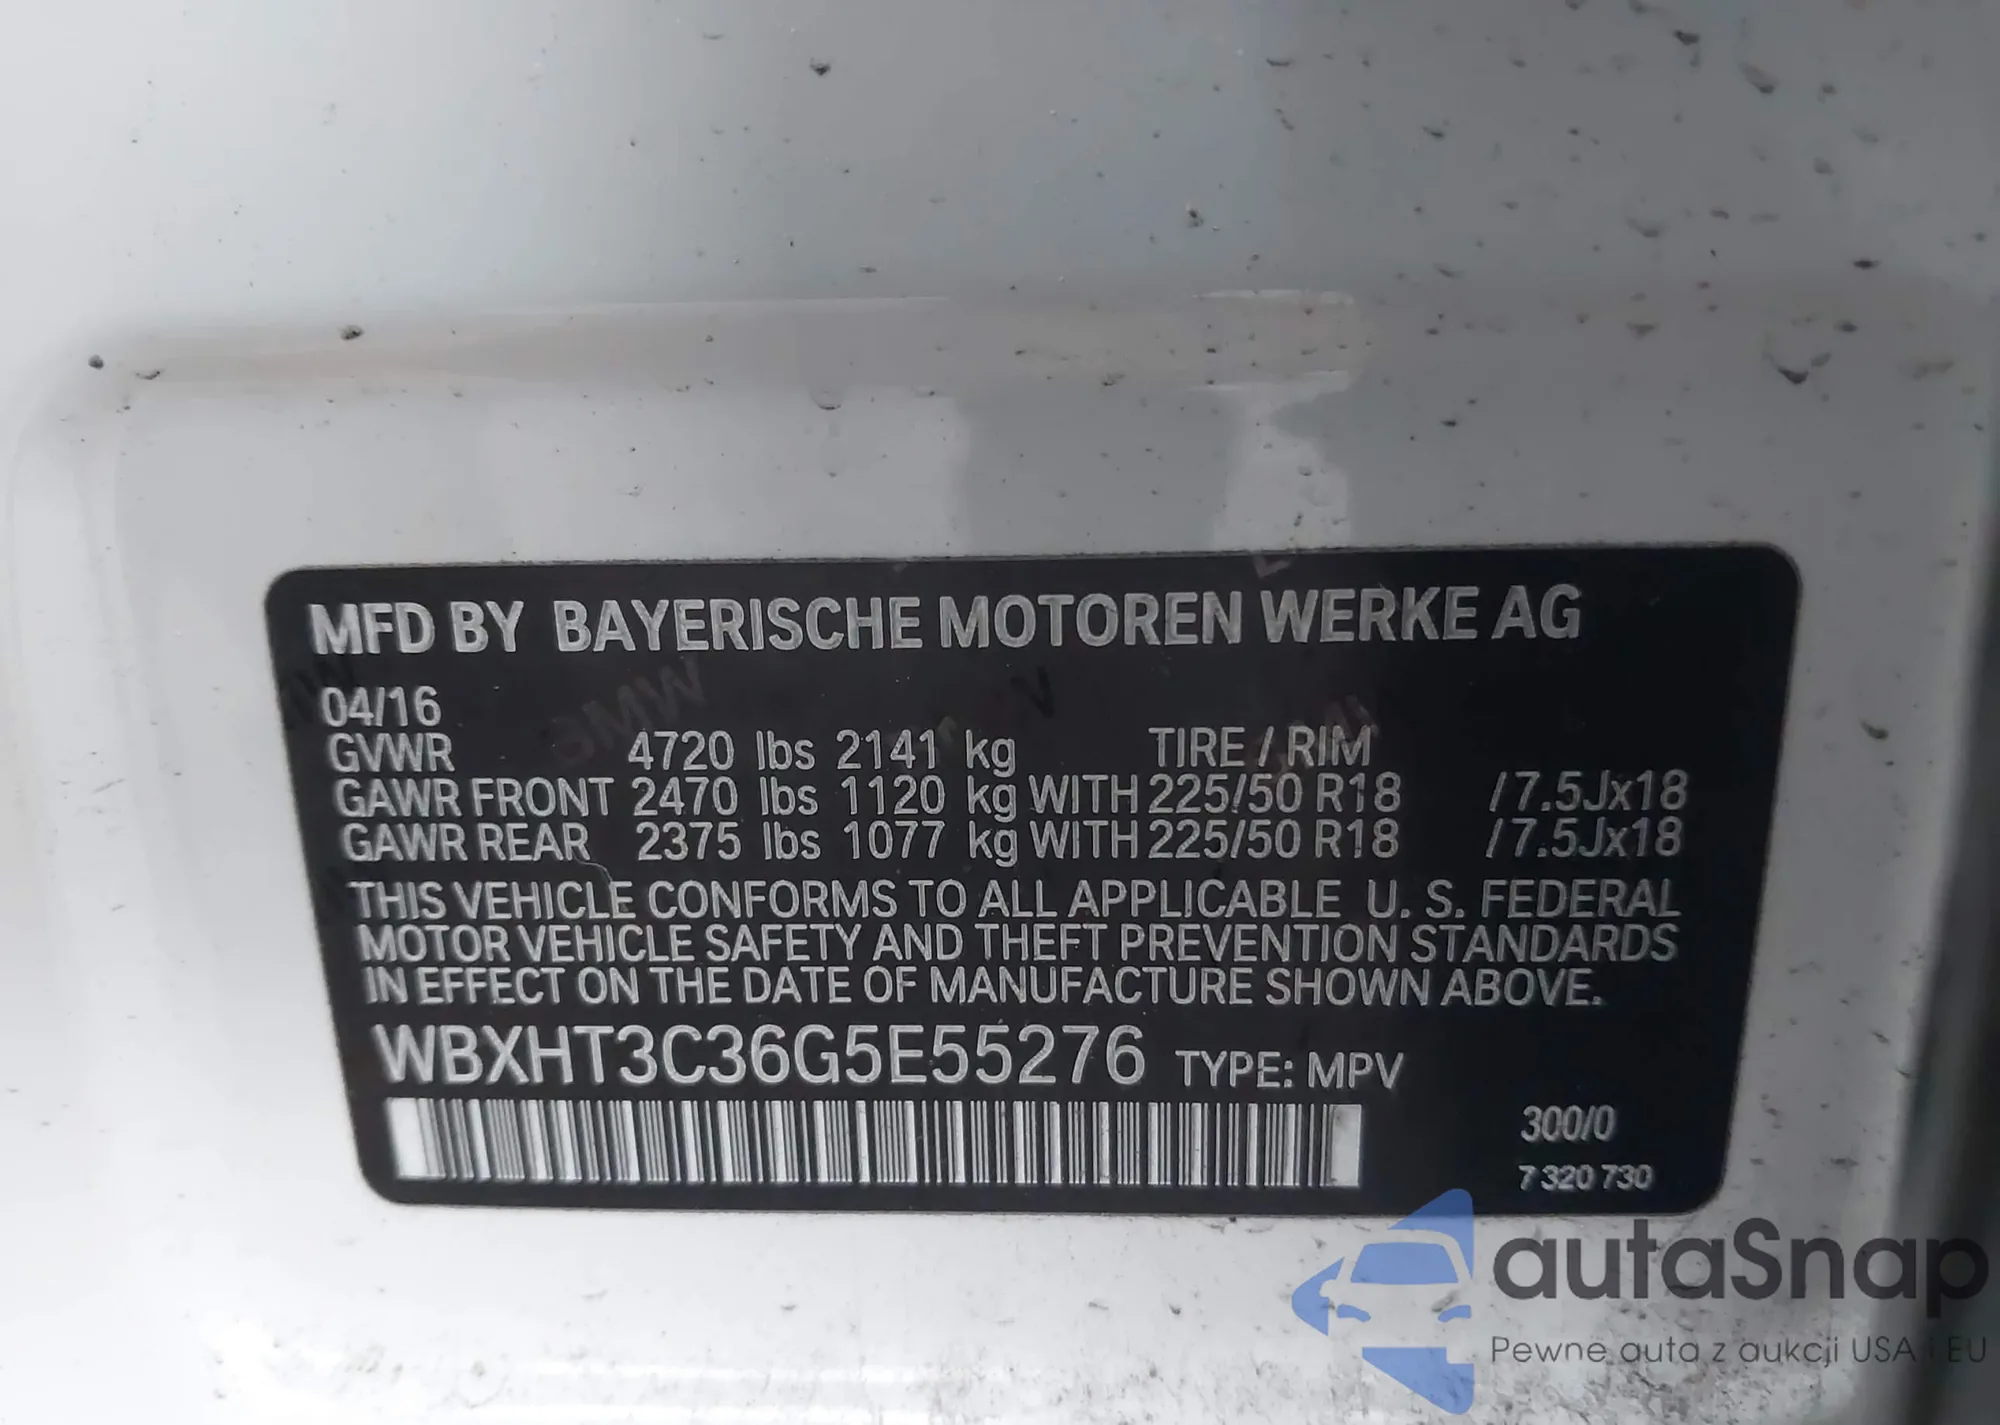 MFD BY BAYERISCHE MOTOREN WERKE AG
04/16
GVWR 4720 lbs 2141 kg TIRE / RIM
GAWR FRONT 2470 lbs 1120 kg WITH 225/50 R18 / 7.5Jx18
GAWR REAR 2375 lbs 1077 kg WITH 225/50 R18 / 7.5Jx18
THIS VEHICLE CONFORMS TO ALL APPLICABLE U. S. FEDERAL
MOTOR VEHICLE SAFETY AND THEFT PREVENTION STANDARDS
IN EFFECT ON THE DATE OF MANUFACTURE SHOWN ABOVE.
WBXHT3C36G5E55276 TYPE: MPV
300/0
7 320 730
autaSnap
Pewne auta z aukcji USA i EU